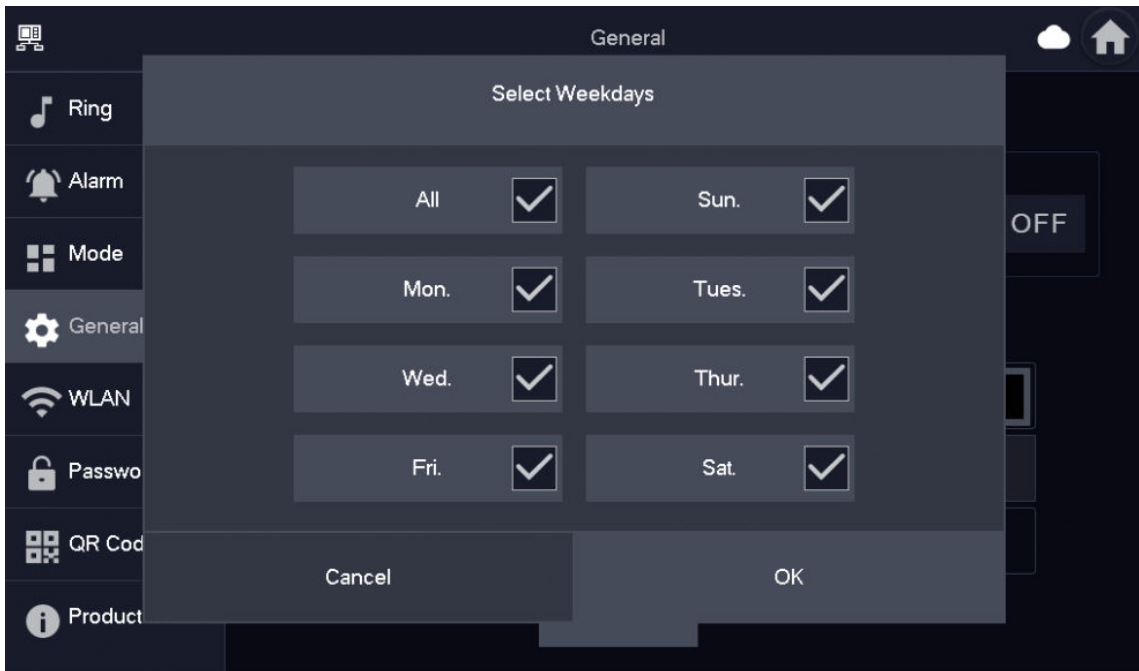 General
Select Weekdays
Ring
Alarm
Mode
General
WLAN
Passwo
QR Cod
Product
All
Sun.
Mon.
Tues.
Wed.
Thur.
Fri.
Sat.
OFF
Cancel
OK